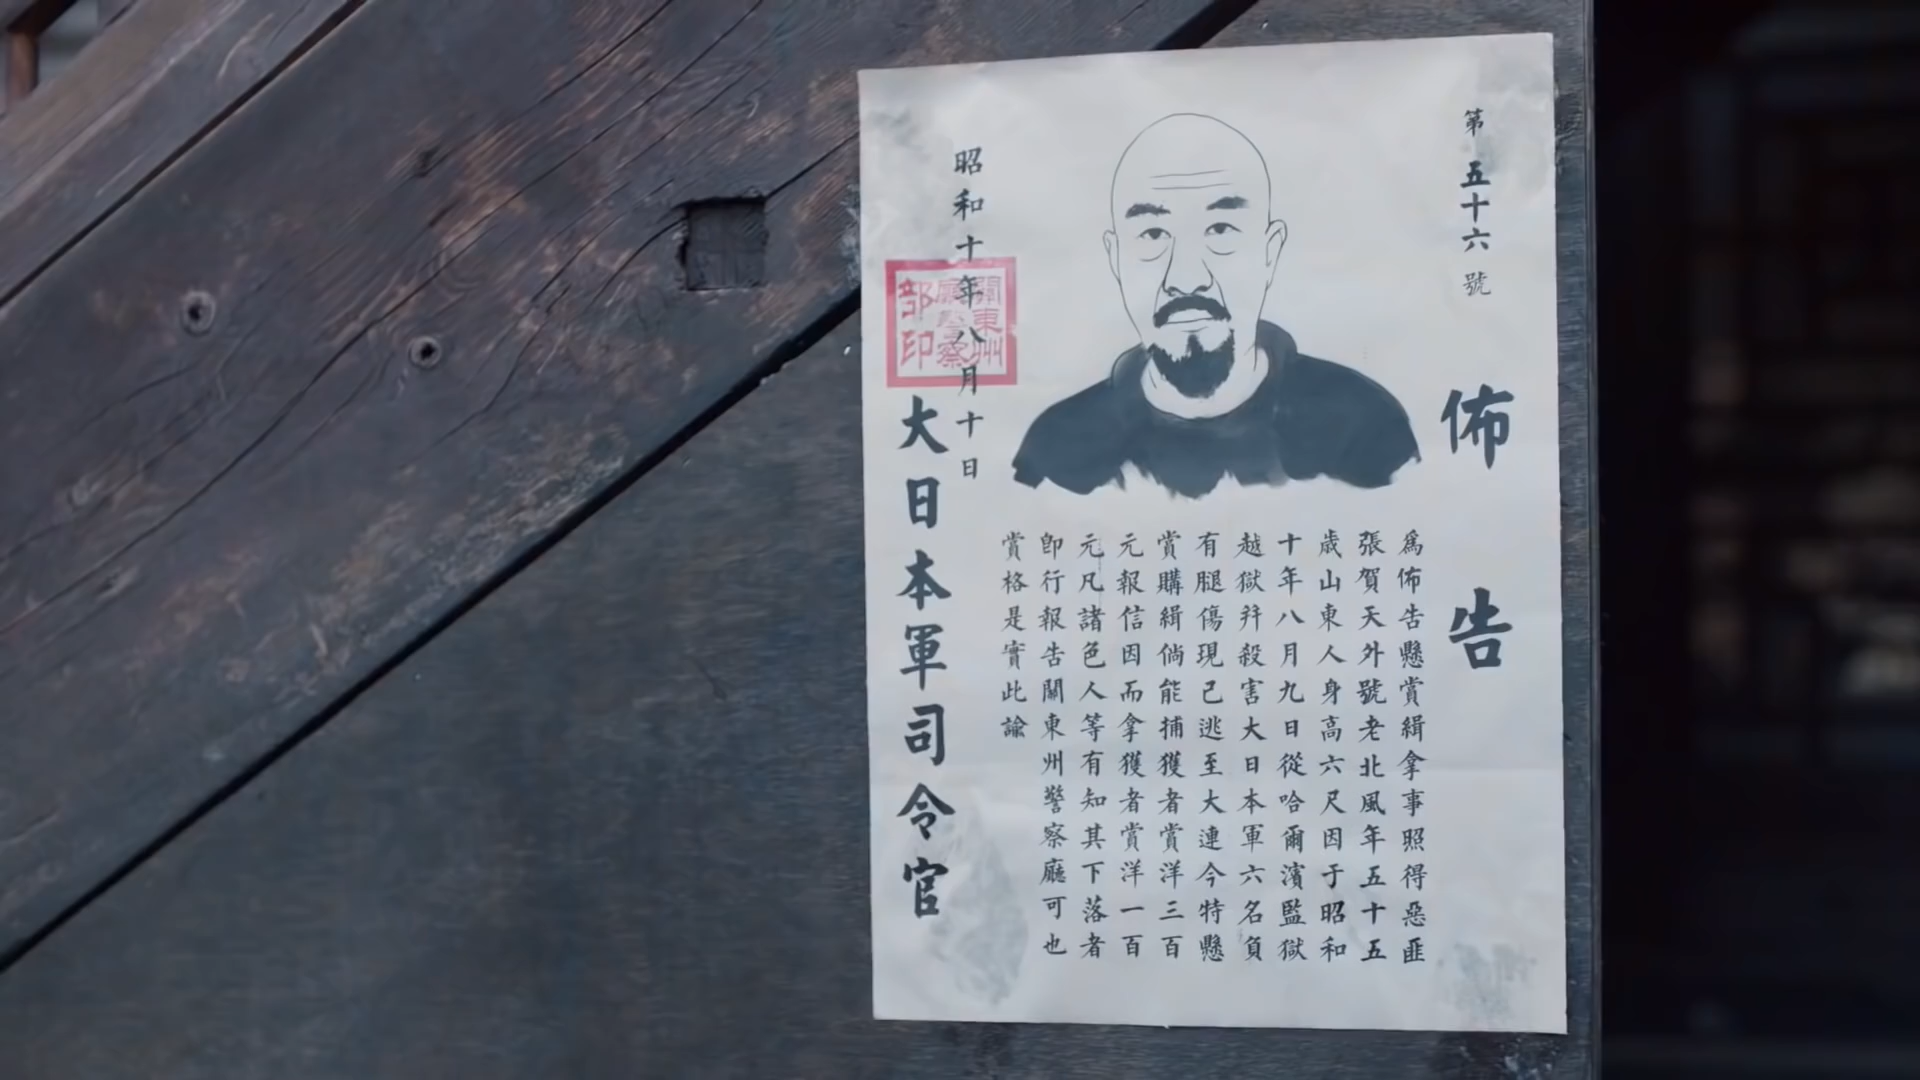 第五十六號
佈告
為佈告懸賞緝拿事照得惡匪
張賀天外號老北風年五十五
歲山東人身高六尺因于昭和
十年八月九日從哈爾濱監獄
越獄幷殺害大日本軍六名負
有腿傷現已逃至大連今特懸
賞購緝倘能捕獲者賞洋三百
元報信因而拿獲者賞洋一百
元凡諸色人等有知其下落者
卽行報告關東州警察廳可也
賞格是實此諭
昭和十年八月十日
大日本軍司令官
關東州
廳警察
部印